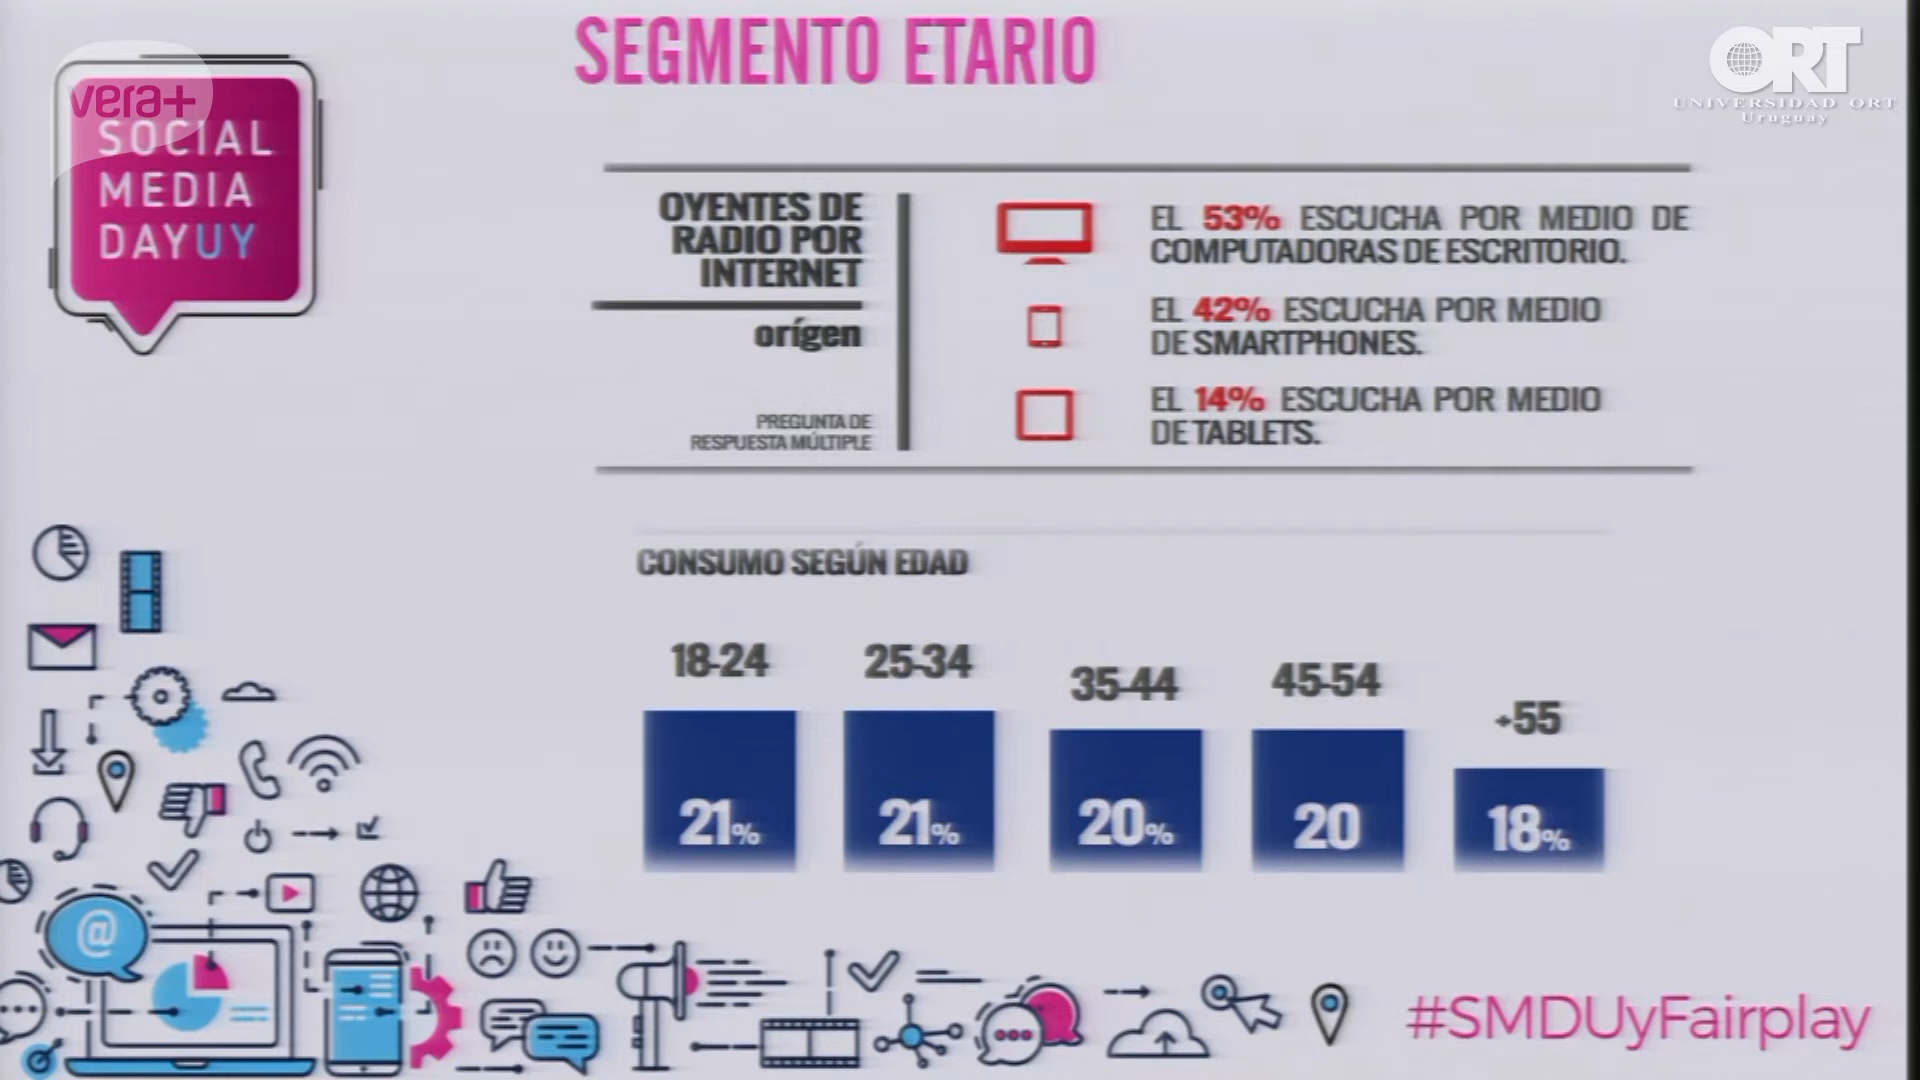 SEGMENTO ETARIO
vera+
SOCIAL
MEDIA
DAYUY
ORT
UNIVERSIDAD ORT
Uruguay
OYENTES DE
RADIO POR
INTERNET
orígen
PREGUNTA DE
RESPUESTA MÚLTIPLE
EL 53% ESCUCHA POR MEDIO DE
COMPUTADORAS DE ESCRITORIO.
EL 42% ESCUCHA POR MEDIO
DE SMARTPHONES.
EL 14% ESCUCHA POR MEDIO
DE TABLETS.
CONSUMO SEGÚN EDAD
18-24
25-34
35-44
45-54
+55
21%
21%
20%
20
18%
@
#SMDUyFairplay